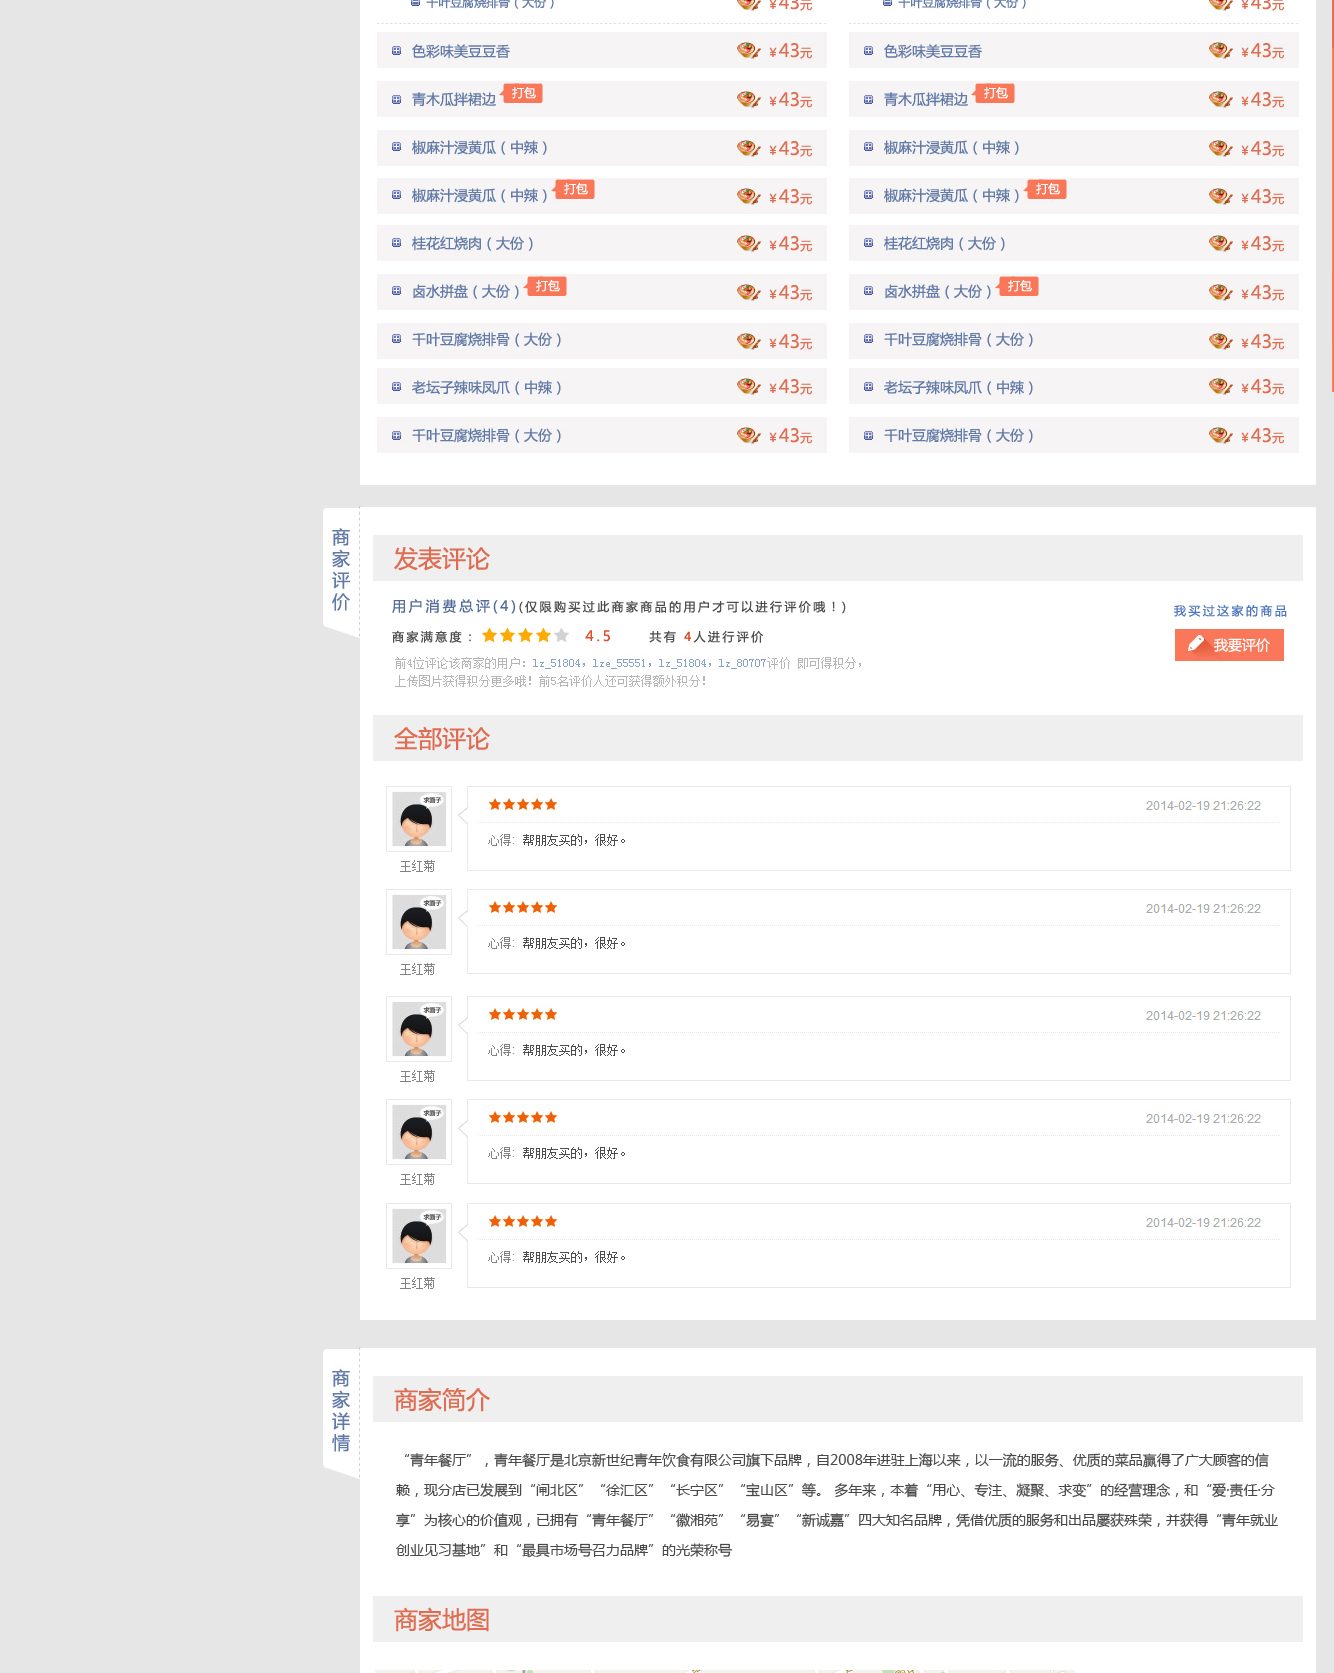 千叶豆腐烧排骨（大份） ¥43元 千叶豆腐烧排骨（大份） ¥43元
色彩味美豆豆香 ¥43元 色彩味美豆豆香 ¥43元
青木瓜拌裙边 打包 ¥43元 青木瓜拌裙边 打包 ¥43元
椒麻汁浸黄瓜（中辣） ¥43元 椒麻汁浸黄瓜（中辣） ¥43元
椒麻汁浸黄瓜（中辣） 打包 ¥43元 椒麻汁浸黄瓜（中辣） 打包 ¥43元
桂花红烧肉（大份） ¥43元 桂花红烧肉（大份） ¥43元
卤水拼盘（大份） 打包 ¥43元 卤水拼盘（大份） 打包 ¥43元
千叶豆腐烧排骨（大份） ¥43元 千叶豆腐烧排骨（大份） ¥43元
老坛子辣味凤爪（中辣） ¥43元 老坛子辣味凤爪（中辣） ¥43元
千叶豆腐烧排骨（大份） ¥43元 千叶豆腐烧排骨（大份） ¥43元
商家评价
发表评论
用户消费总评(4)(仅限购买过此商家商品的用户才可以进行评价哦！)
我买过这家的商品
商家满意度： 4.5 共有 4人进行评价
我要评价
前4位评论该商家的用户：lz_51804，lze_55551，lz_51804，lz_80707评价 即可得积分，
上传图片获得积分更多哦！前5名评价人还可获得额外积分！
全部评论
求面子
2014-02-19 21:26:22
心得：帮朋友买的，很好。
王红菊
求面子
2014-02-19 21:26:22
心得：帮朋友买的，很好。
王红菊
求面子
2014-02-19 21:26:22
心得：帮朋友买的，很好。
王红菊
求面子
2014-02-19 21:26:22
心得：帮朋友买的，很好。
王红菊
求面子
2014-02-19 21:26:22
心得：帮朋友买的，很好。
王红菊
商家详情
商家简介
“青年餐厅”，青年餐厅是北京新世纪青年饮食有限公司旗下品牌，自2008年进驻上海以来，以一流的服务、优质的菜品赢得了广大顾客的信
赖，现分店已发展到“闸北区”“徐汇区”“长宁区”“宝山区”等。 多年来，本着“用心、专注、凝聚、求变”的经营理念，和“爱·责任·分
享”为核心的价值观，已拥有“青年餐厅”“徽湘苑”“易宴”“新诚嘉”四大知名品牌，凭借优质的服务和出品屡获殊荣，并获得“青年就业
创业见习基地”和“最具市场号召力品牌”的光荣称号
商家地图